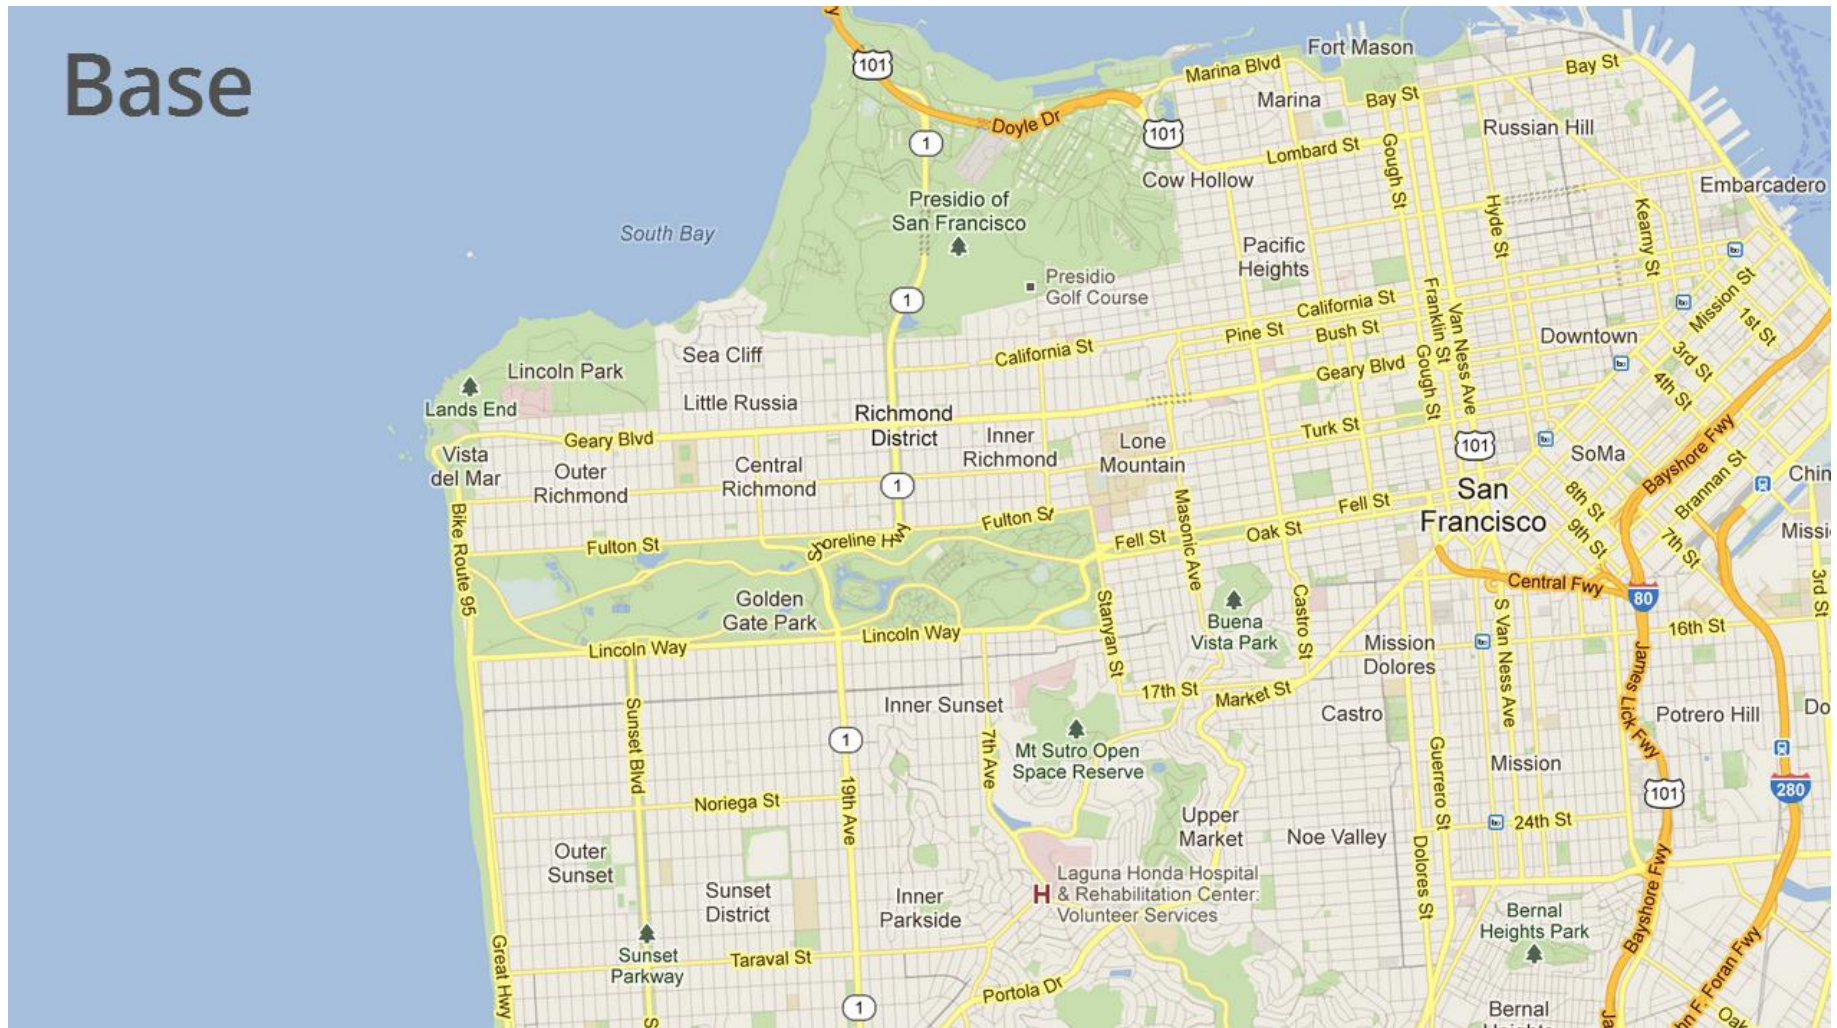 Base
101
Fort Mason
Marina Blvd
Bay St
Marina
Bay St
Doyle Dr
101
Russian Hill
1
Lombard St
Gough St
Cow Hollow
Embarcadero
Presidio of
San Francisco
Hyde St
Kearny St
South Bay
Pacific
Heights
Presidio
Golf Course
1
California St
Franklin St
Van Ness Ave
Mission St
1st St
Pine St
Bush St
Downtown
California St
Sea Cliff
Lincoln Park
Geary Blvd
Gough St
3rd St
4th St
Lands End
Little Russia
Richmond
District
Geary Blvd
Inner
Richmond
Lone
Mountain
Turk St
101
SoMa
Bayshore Fwy
Vista
del Mar
Outer
Richmond
Central
Richmond
1
San
Francisco
8th St
Brannan St
Chin
Bike Route 95
Masonic Ave
Fell St
Fulton St
Fulton St
Shoreline Hwy
Fell St
Oak St
9th St
7th St
Missi
Central Fwy
80
3rd St
Golden
Gate Park
Stanyan St
Buena
Vista Park
Castro St
Mission
Dolores
S Van Ness Ave
16th St
Lincoln Way
Lincoln Way
James Lick Fwy
17th St
Market St
Sunset Blvd
Inner Sunset
Castro
Potrero Hill
Do
1
7th Ave
Mt Sutro Open
Space Reserve
Guerrero St
Mission
101
280
Noriega St
19th Ave
Upper
Market
Noe Valley
24th St
Outer
Sunset
Dolores St
Sunset
District
Inner
Parkside
H
Laguna Honda Hospital
& Rehabilitation Center:
Volunteer Services
Bayshore Fwy
Bernal
Heights Park
Great Hwy
Sunset
Parkway
Taraval St
Portola Dr
1
S
Bernal
Ja
hn F. Foran Fwy
Oak